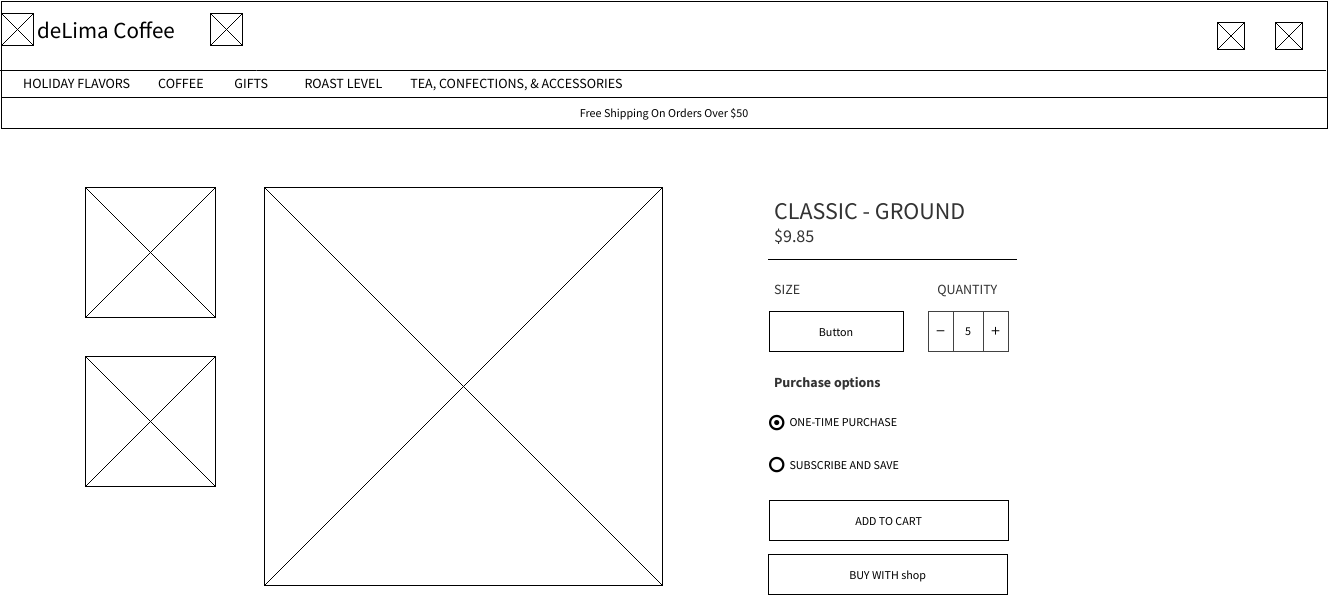 deLima Coffee
HOLIDAY FLAVORS COFFEE GIFTS ROAST LEVEL TEA, CONFECTIONS, & ACCESSORIES
Free Shipping On Orders Over $50
CLASSIC - GROUND
$9.85
SIZE QUANTITY
Button − 5 +
Purchase options
ONE-TIME PURCHASE
SUBSCRIBE AND SAVE
ADD TO CART
BUY WITH shop